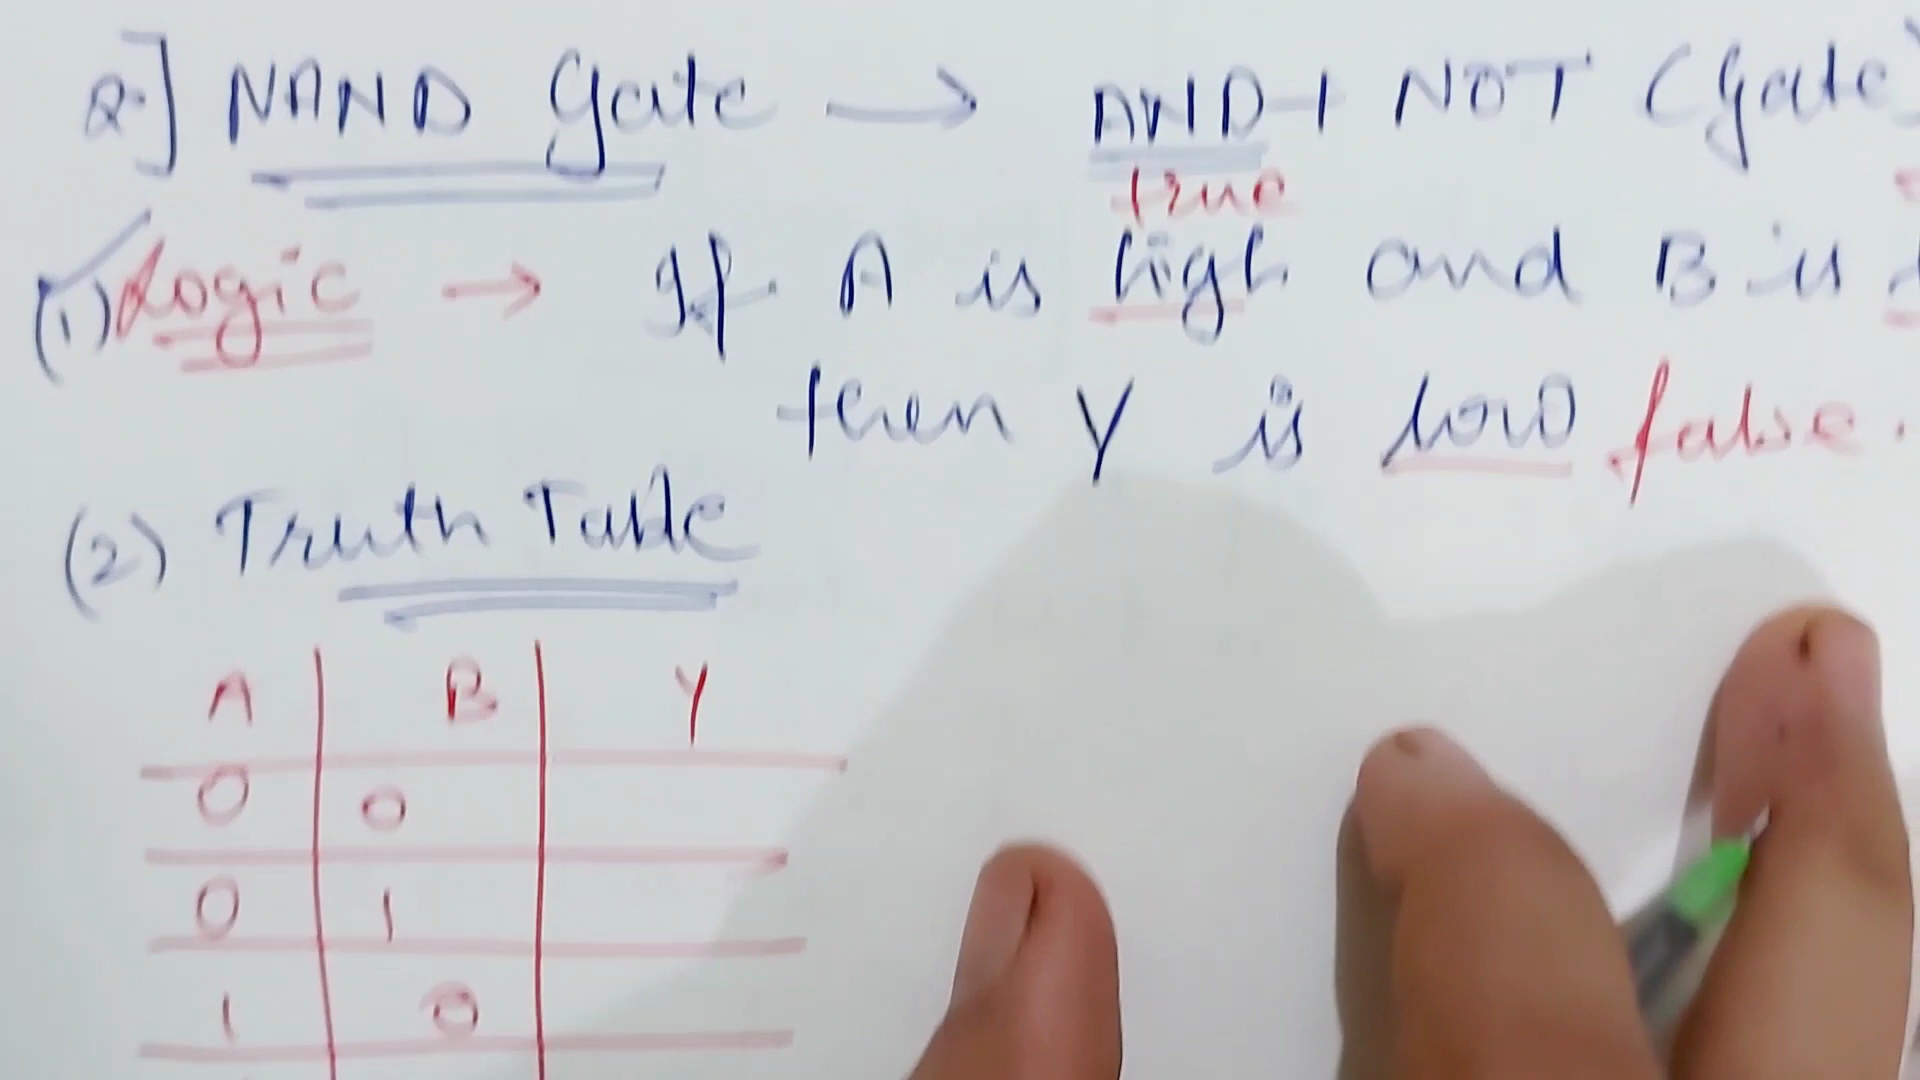 2] NAND Gate → AND + NOT (Gate)
true
(1) Logic → If A is high and B is
then Y is low false.
(2) Truth Table
A B Y
0 0
0 1
1 0